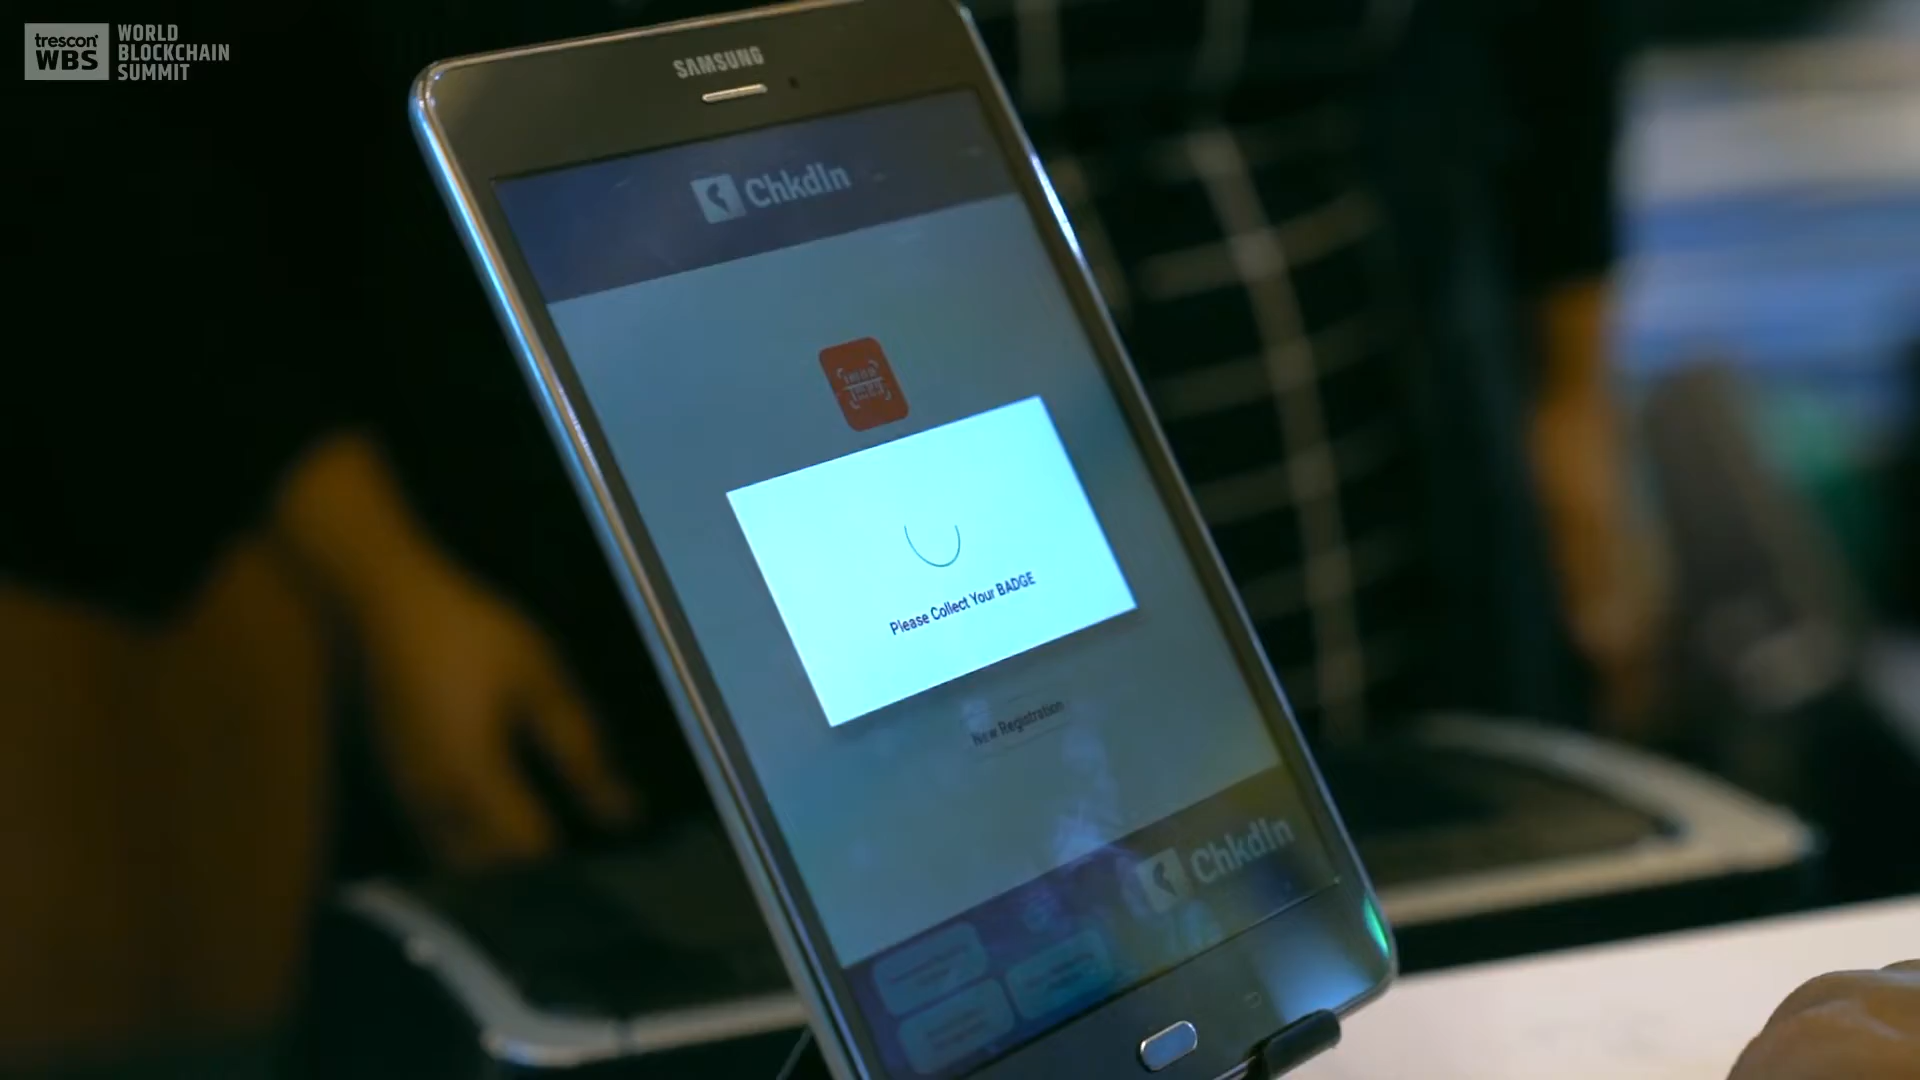 trescon
WBS
WORLD
BLOCKCHAIN
SUMMIT
SAMSUNG
ChkdIn
Please Collect Your BADGE
New Registration
ChkdIn